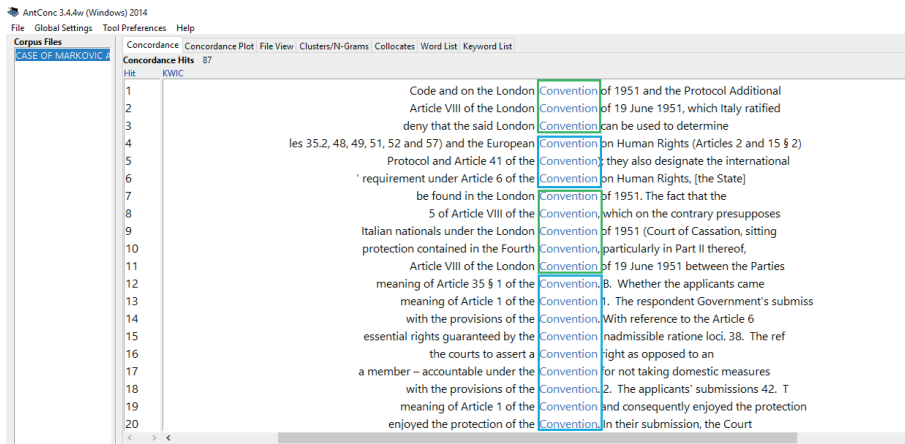 AntConc 3.4.4w (Windows) 2014
File Global Settings Tool Preferences Help
Corpus Files
CASE OF MARKOVIC A
Concordance Concordance Plot File View Clusters/N-Grams Collocates Word List Keyword List
Concordance Hits 87
Hit KWIC
1 Code and on the London Convention of 1951 and the Protocol Additional
2 Article VIII of the London Convention of 19 June 1951, which Italy ratified
3 deny that the said London Convention can be used to determine
4 les 35.2, 48, 49, 51, 52 and 57) and the European Convention on Human Rights (Articles 2 and 15 § 2)
5 Protocol and Article 41 of the Convention); they also designate the international
6 ' requirement under Article 6 of the Convention on Human Rights, [the State]
7 be found in the London Convention of 1951. The fact that the
8 5 of Article VIII of the Convention, which on the contrary presupposes
9 Italian nationals under the London Convention of 1951 (Court of Cassation, sitting
10 protection contained in the Fourth Convention, particularly in Part II thereof,
11 Article VIII of the London Convention of 19 June 1951 between the Parties
12 meaning of Article 35 § 1 of the Convention. B. Whether the applicants came
13 meaning of Article 1 of the Convention 1. The respondent Government's submiss
14 with the provisions of the Convention. With reference to the Article 6
15 essential rights guaranteed by the Convention inadmissible ratione loci. 38. The ref
16 the courts to assert a Convention right as opposed to an
17 a member – accountable under the Convention for not taking domestic measures
18 with the provisions of the Convention. 2. The applicants' submissions 42. T
19 meaning of Article 1 of the Convention and consequently enjoyed the protection
20 enjoyed the protection of the Convention. In their submission, the Court